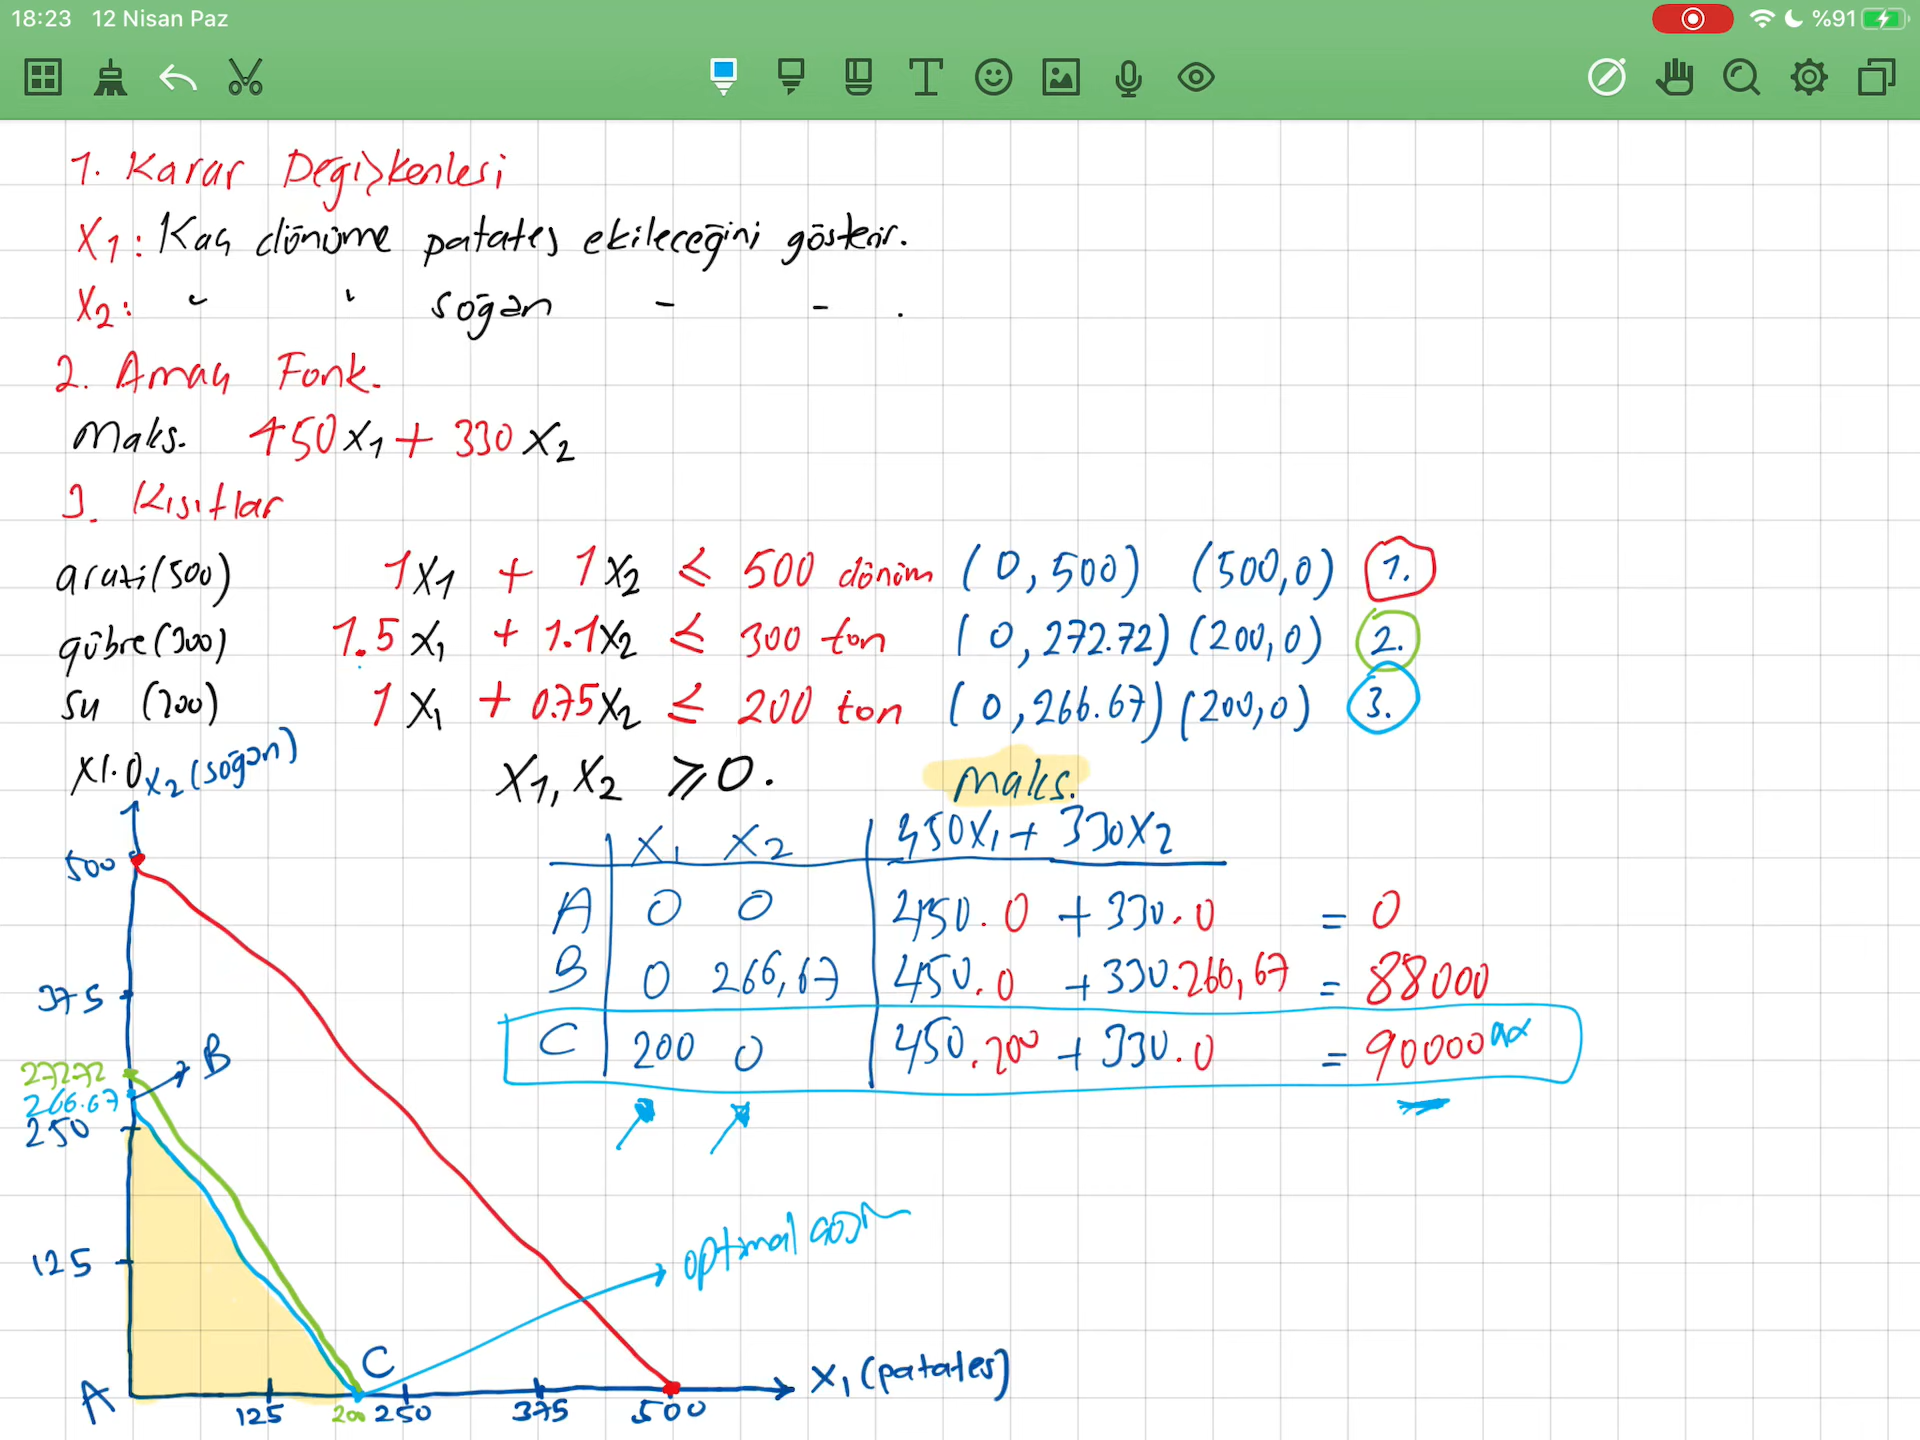 18:23 12 Nisan Paz %91
1. Karar Değişkenlesi
X1: Kaç dönüme patates ekileceğini gösterir.
X2: " " soğan - - .
2. Amaç Fonk.
Maks. 450x1 + 330x2
3. Kısıtlar
arazi(500) 1x1 + 1x2 ≤ 500 dönüm (0,500) (500,0) 1.
gübre(300) 1.5x1 + 1.1x2 ≤ 300 ton (0,272.72) (200,0) 2.
su (200) 1x1 + 0.75x2 ≤ 200 ton (0,266.67) (200,0) 3.
x2 (soğan) x1,x2 ≥ 0. maks.
x1 x2 450x1 + 330x2
500
A 0 0 450.0 + 330.0 = 0
B 0 266,67 450.0 + 330.266,67 = 88000
375
C 200 0 450.200 + 330.0 = 90000
B
272.72
266.67
250
125
optimal
C
x1 (patates)
A
125 200 250 375 500